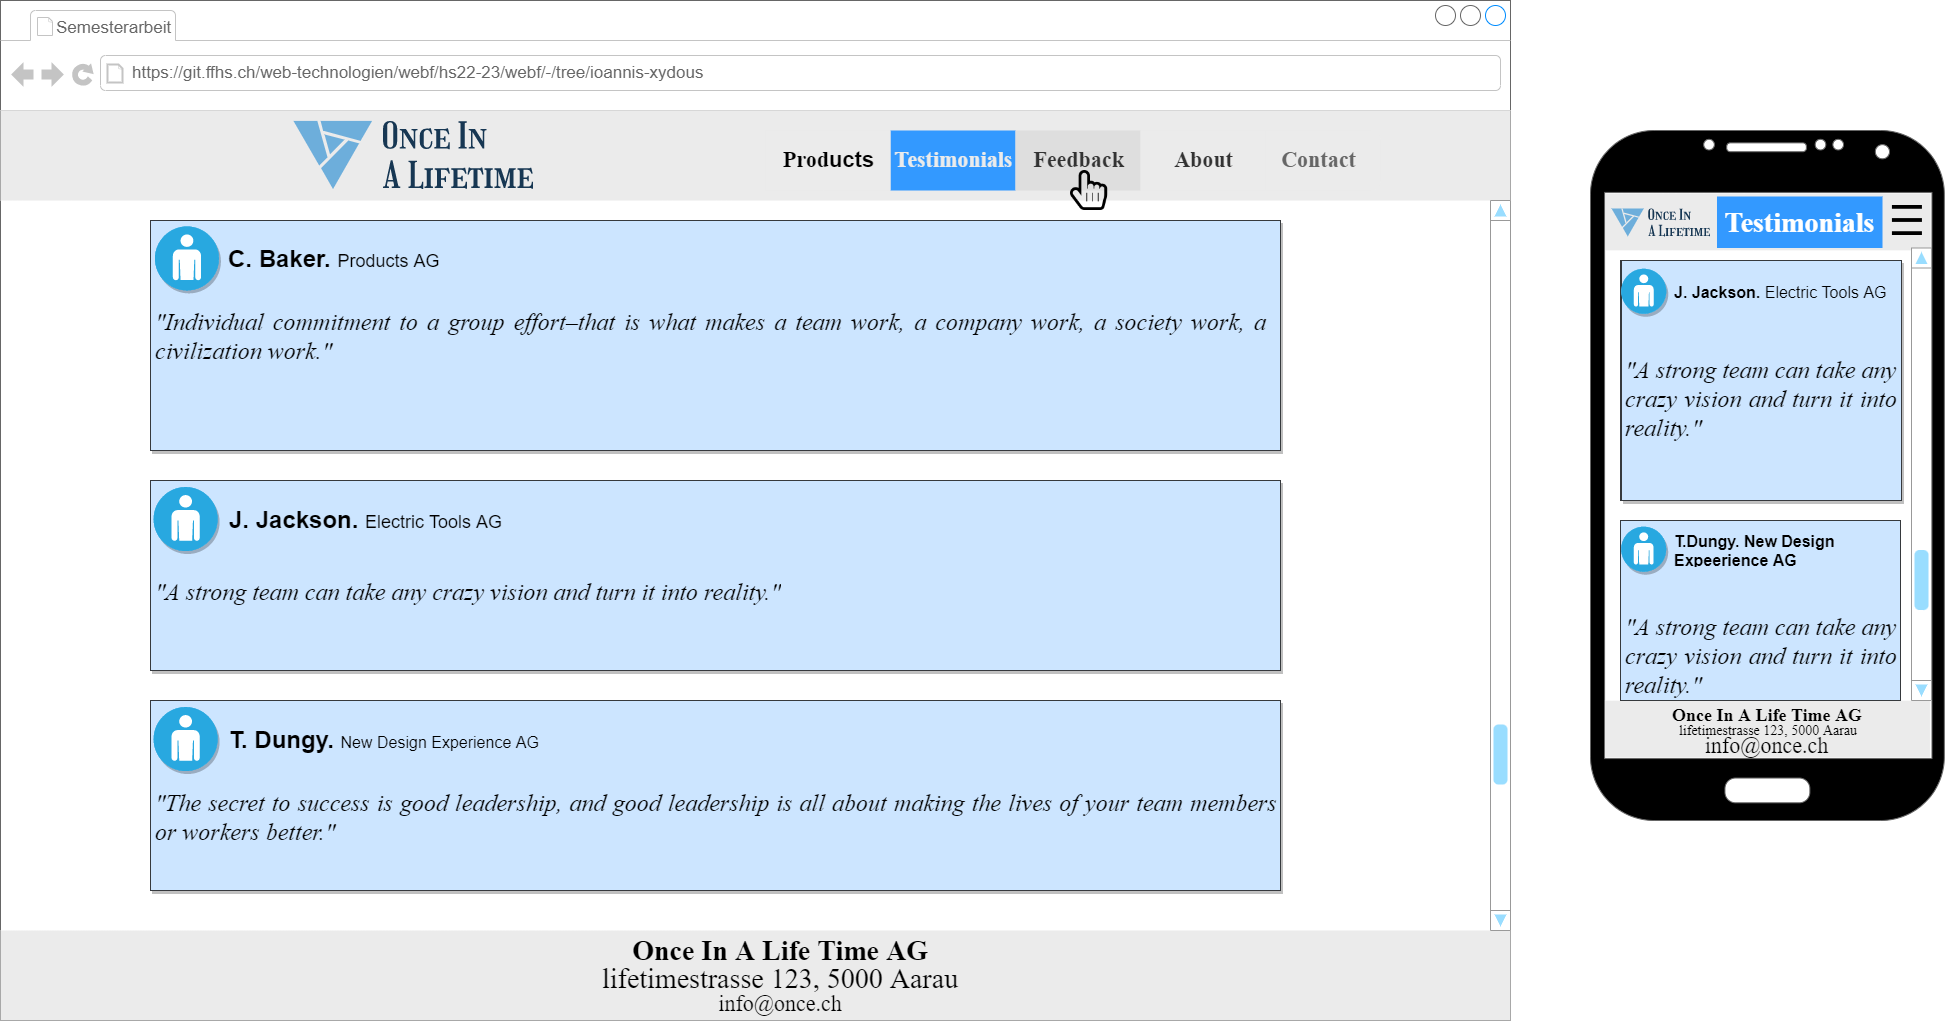 Semesterarbeit
https://git.ffhs.ch/web-technologien/webf/hs22-23/webf/-/tree/ioannis-xydous
Once In
A Lifetime
Products Testimonials Feedback About Contact
C. Baker. Products AG
"Individual commitment to a group effort–that is what makes a team work, a company work, a society work, a
civilization work."
J. Jackson. Electric Tools AG
"A strong team can take any crazy vision and turn it into reality."
T. Dungy. New Design Experience AG
"The secret to success is good leadership, and good leadership is all about making the lives of your team members
or workers better."
Once In A Life Time AG
lifetimestrasse 123, 5000 Aarau
info@once.ch
Once In
A Lifetime
Testimonials
J. Jackson. Electric Tools AG
"A strong team can take any
crazy vision and turn it into
reality."
T.Dungy. New Design
Expeerience AG
"A strong team can take any
crazy vision and turn it into
reality."
Once In A Life Time AG
lifetimestrasse 123, 5000 Aarau
info@once.ch